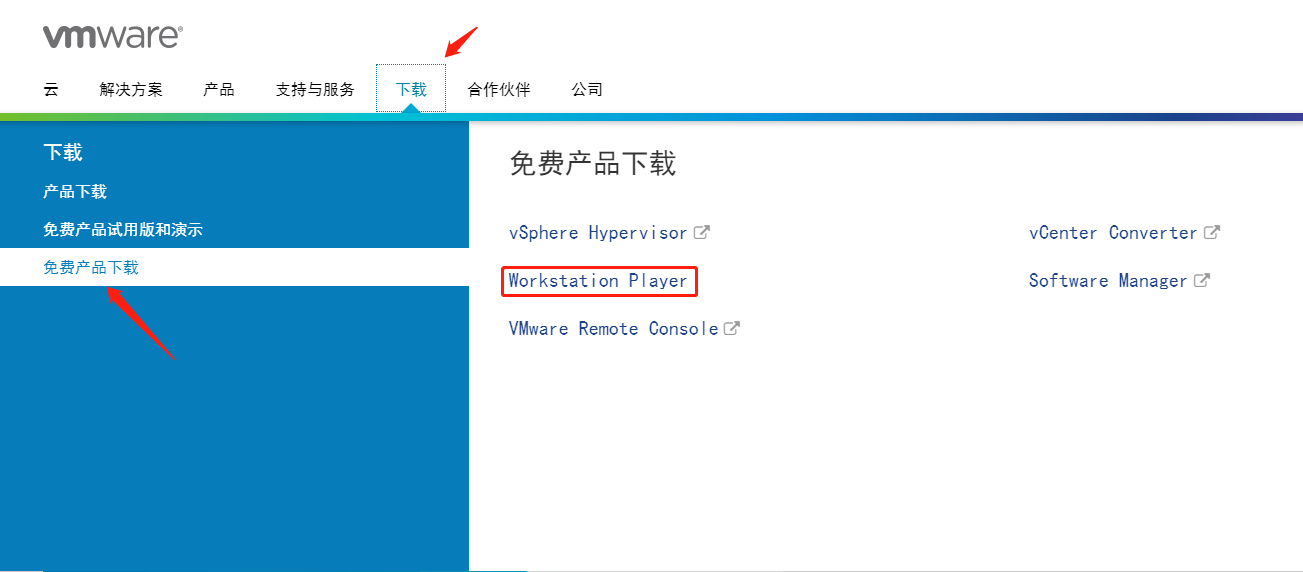 vmware®
云 解决方案 产品 支持与服务 下载 合作伙伴 公司
下载
产品下载
免费产品试用版和演示
免费产品下载
免费产品下载
vSphere Hypervisor vCenter Converter
Workstation Player Software Manager
VMware Remote Console